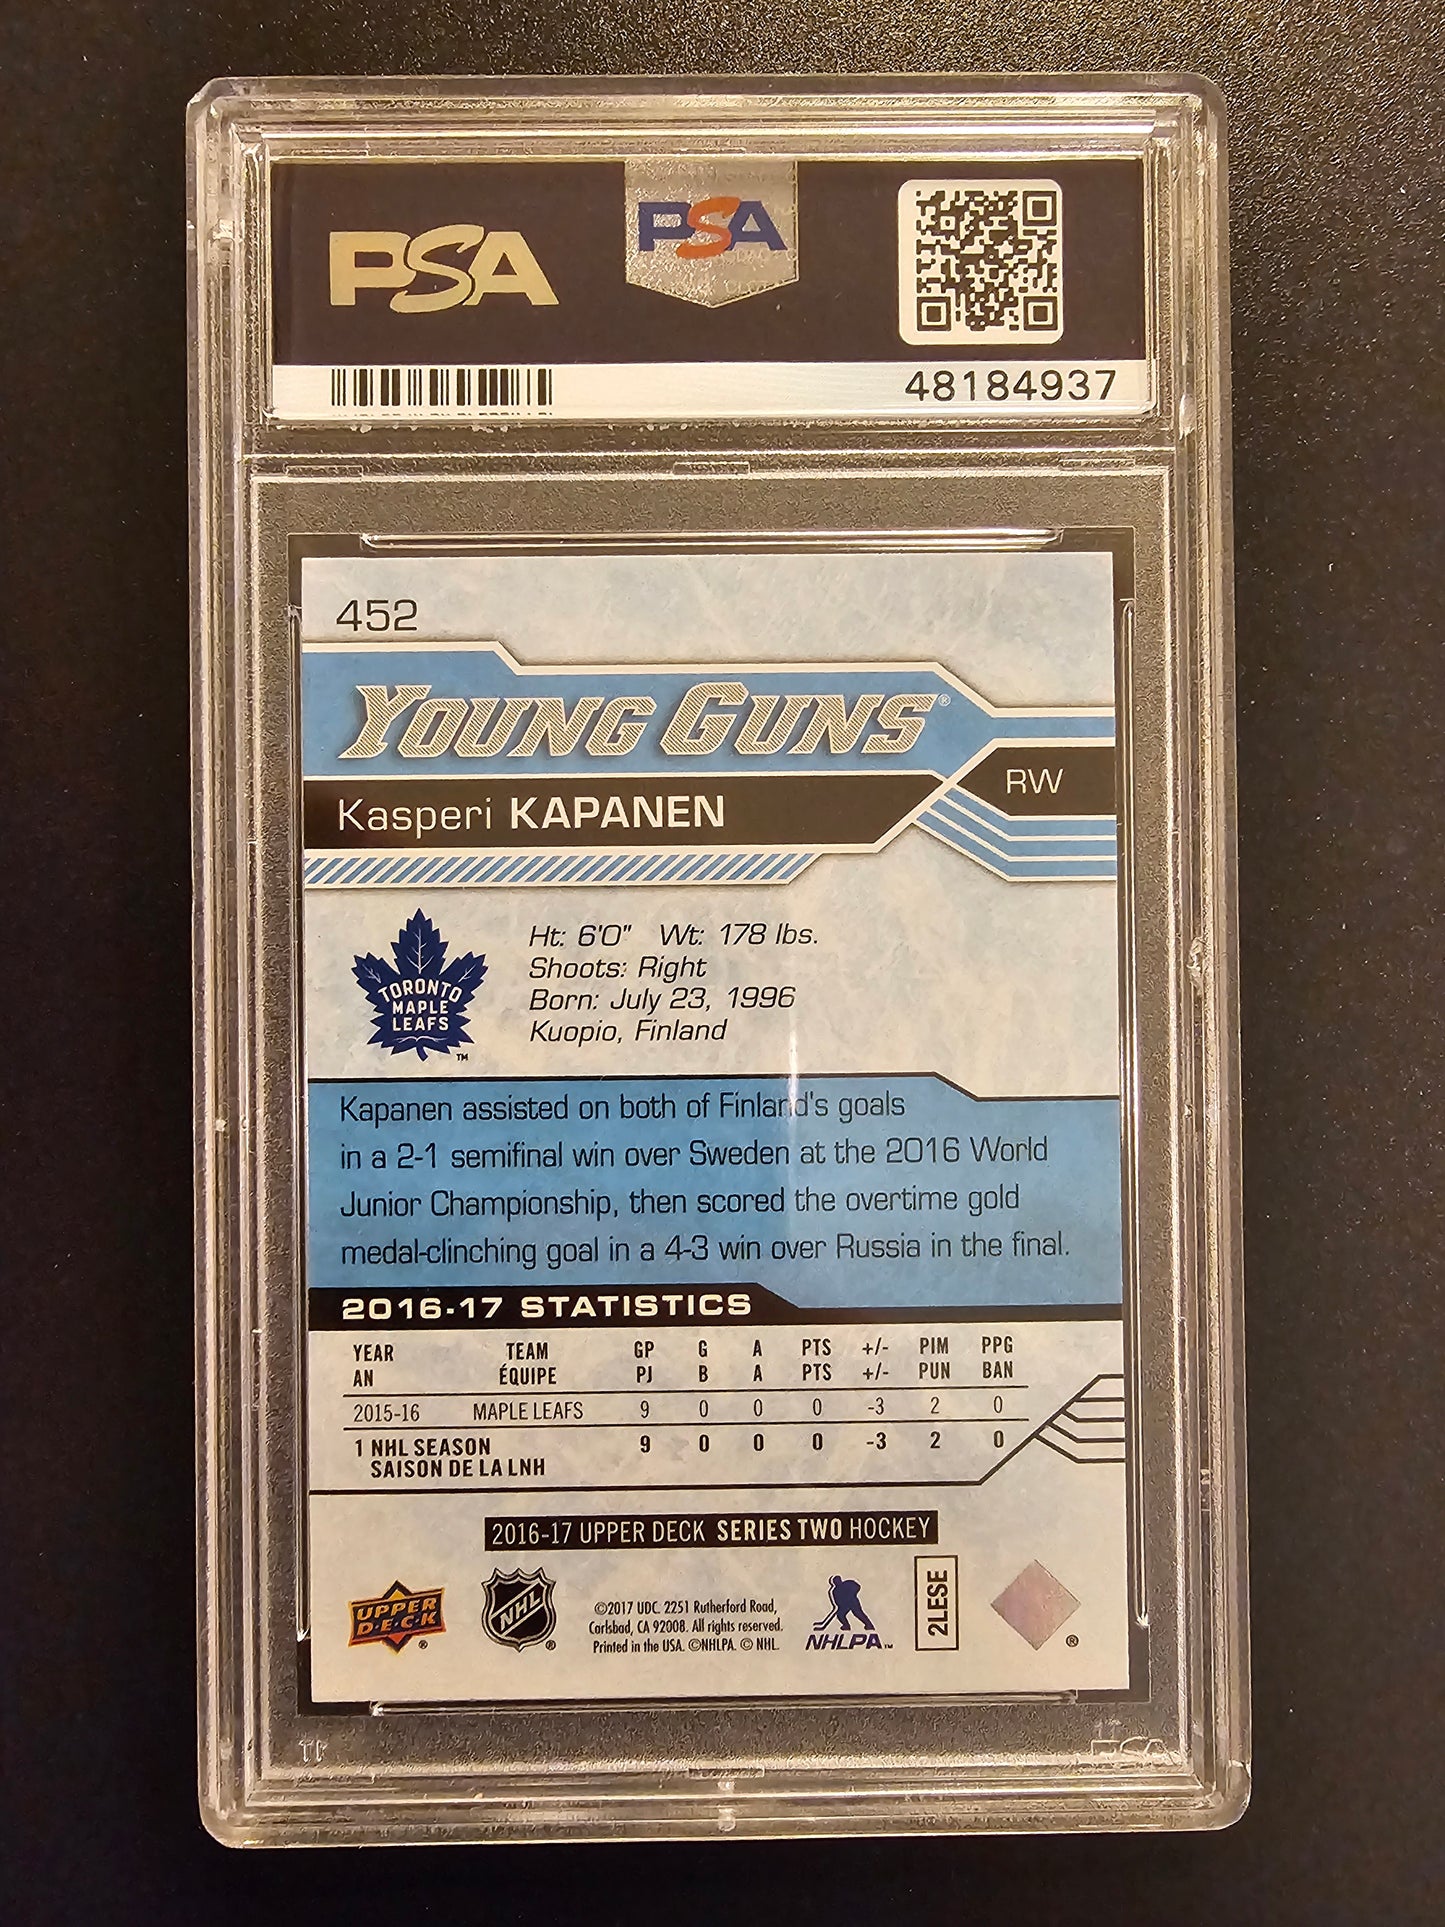 PSA
PSA
48184937
452
YOUNG GUNS®
Kasperi KAPANEN
RW
TORONTO
MAPLE
LEAFS
TM
Ht: 6'0" Wt: 178 lbs.
Shoots: Right
Born: July 23, 1996
Kuopio, Finland
Kapanen assisted on both of Finland's goals
in a 2-1 semifinal win over Sweden at the 2016 World
Junior Championship, then scored the overtime gold
medal-clinching goal in a 4-3 win over Russia in the final.
2016-17 STATISTICS
YEAR TEAM GP G A PTS +/- PIM PPG
AN ÉQUIPE PJ B A PTS +/- PUN BAN
2015-16 MAPLE LEAFS 9 0 0 0 -3 2 0
1 NHL SEASON 9 0 0 0 -3 2 0
SAISON DE LA LNH
2016-17 UPPER DECK SERIES TWO HOCKEY
UPPER
D·E·C·K
®
NHL
®
©2017 UDC. 2251 Rutherford Road,
Carlsbad, CA 92008. All rights reserved.
Printed in the USA. ©NHLPA. © NHL.
NHLPA™
2LESE
®
PSA